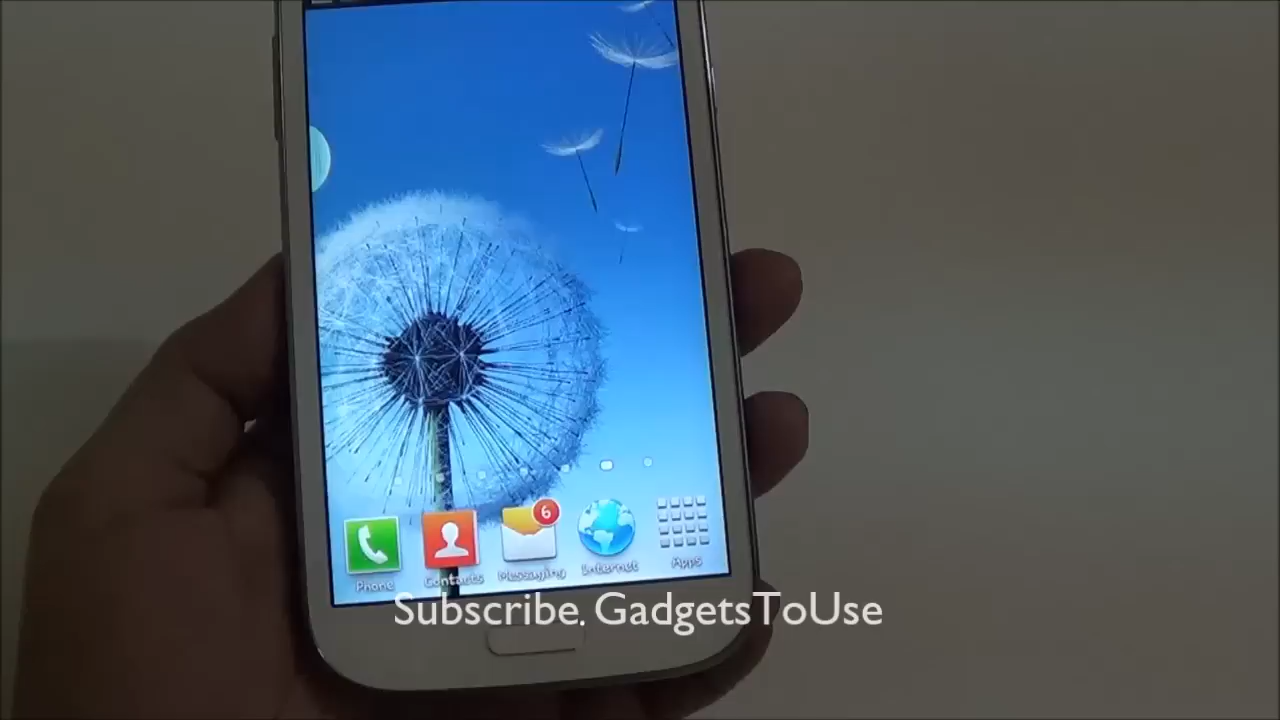 6
Phone
Contacts
Messaging
Internet
Apps
Subscribe. GadgetsToUse